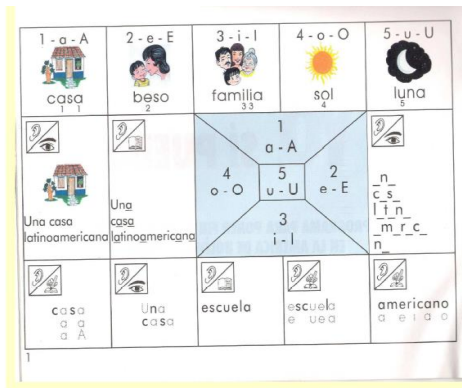 1 - a - A
2 - e - E
3 - i - I
4 - o - O
5 - u - U
casa
1 1
beso
2
familia
3 3
sol
4
luna
5
Una casa
latinoamericana
Una
casa
latinoamericana
1
a - A
4
o - O
5
u - U
2
e - E
3
i - I
_n_
c_s_
l_t_n_
_m_r_c_
n_
casa
a a
a A
Una
casa
escuela
escuela
e uea
americano
a e i a o
1